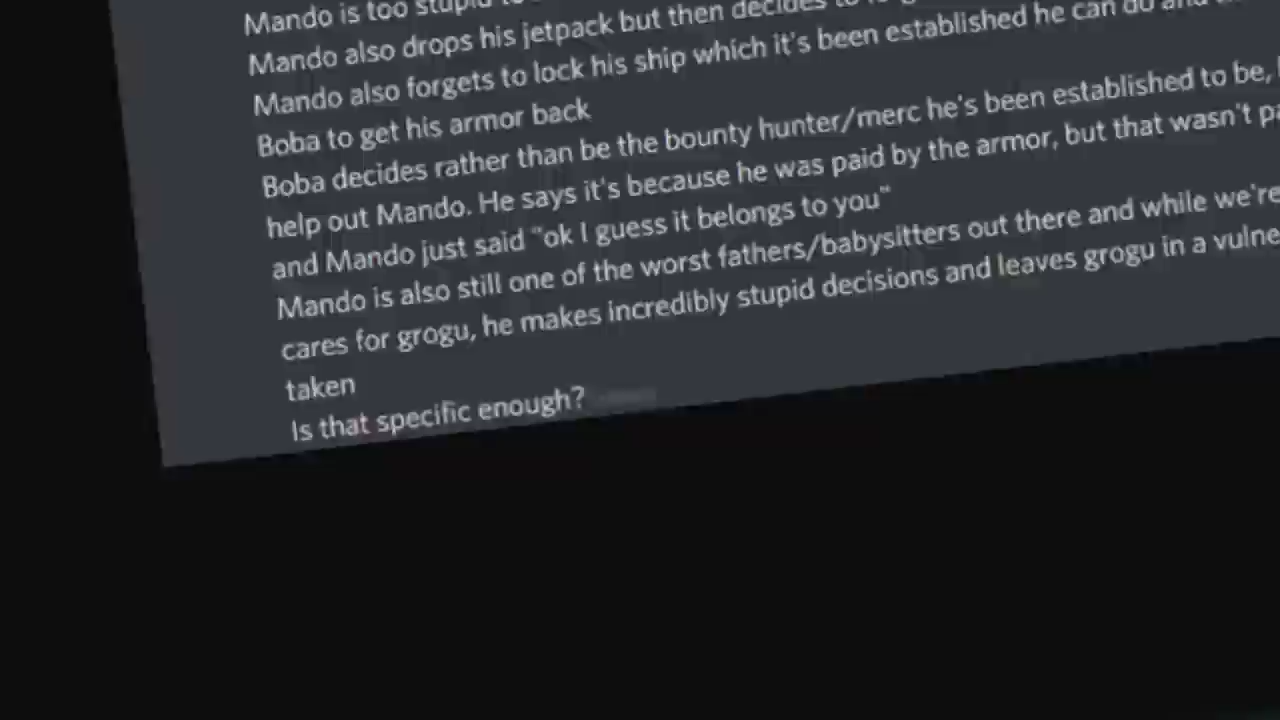 Mando is too stupid
Mando also drops his jetpack but then decides to
Mando also forgets to lock his ship which it's been established he can do and
Boba to get his armor back
Boba decides rather than be the bounty hunter/merc he's been established to be,
help out Mando. He says it's because he was paid by the armor, but that wasn't
and Mando just said "ok I guess it belongs to you"
Mando is also still one of the worst fathers/babysitters out there and while we're
cares for grogu, he makes incredibly stupid decisions and leaves grogu in a
taken
Is that specific enough?